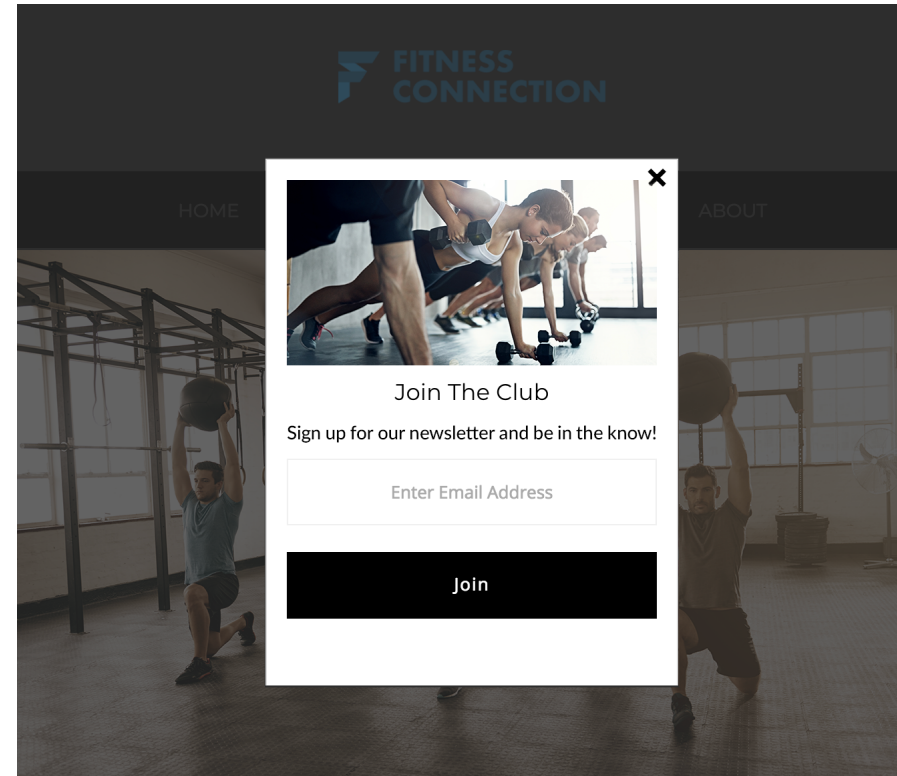 FITNESS
CONNECTION
HOME
ABOUT
Join The Club
Sign up for our newsletter and be in the know!
Enter Email Address
Join